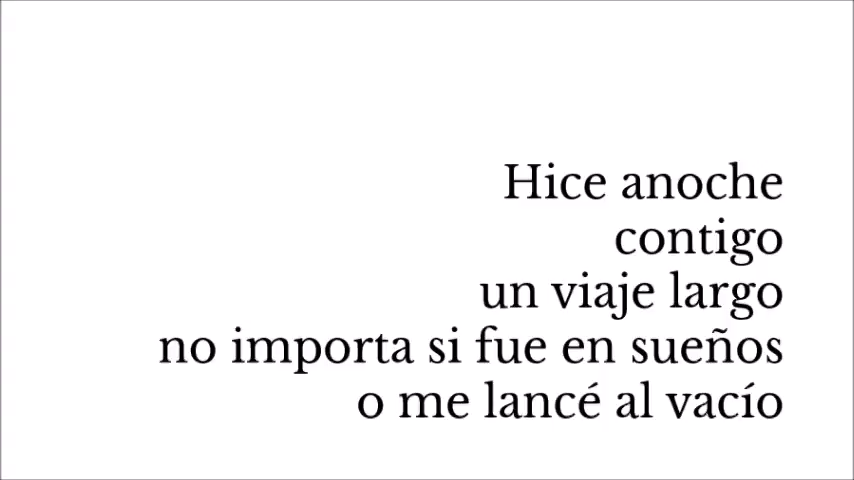 Hice anoche
contigo
un viaje largo
no importa si fue en sueños
o me lancé al vacío